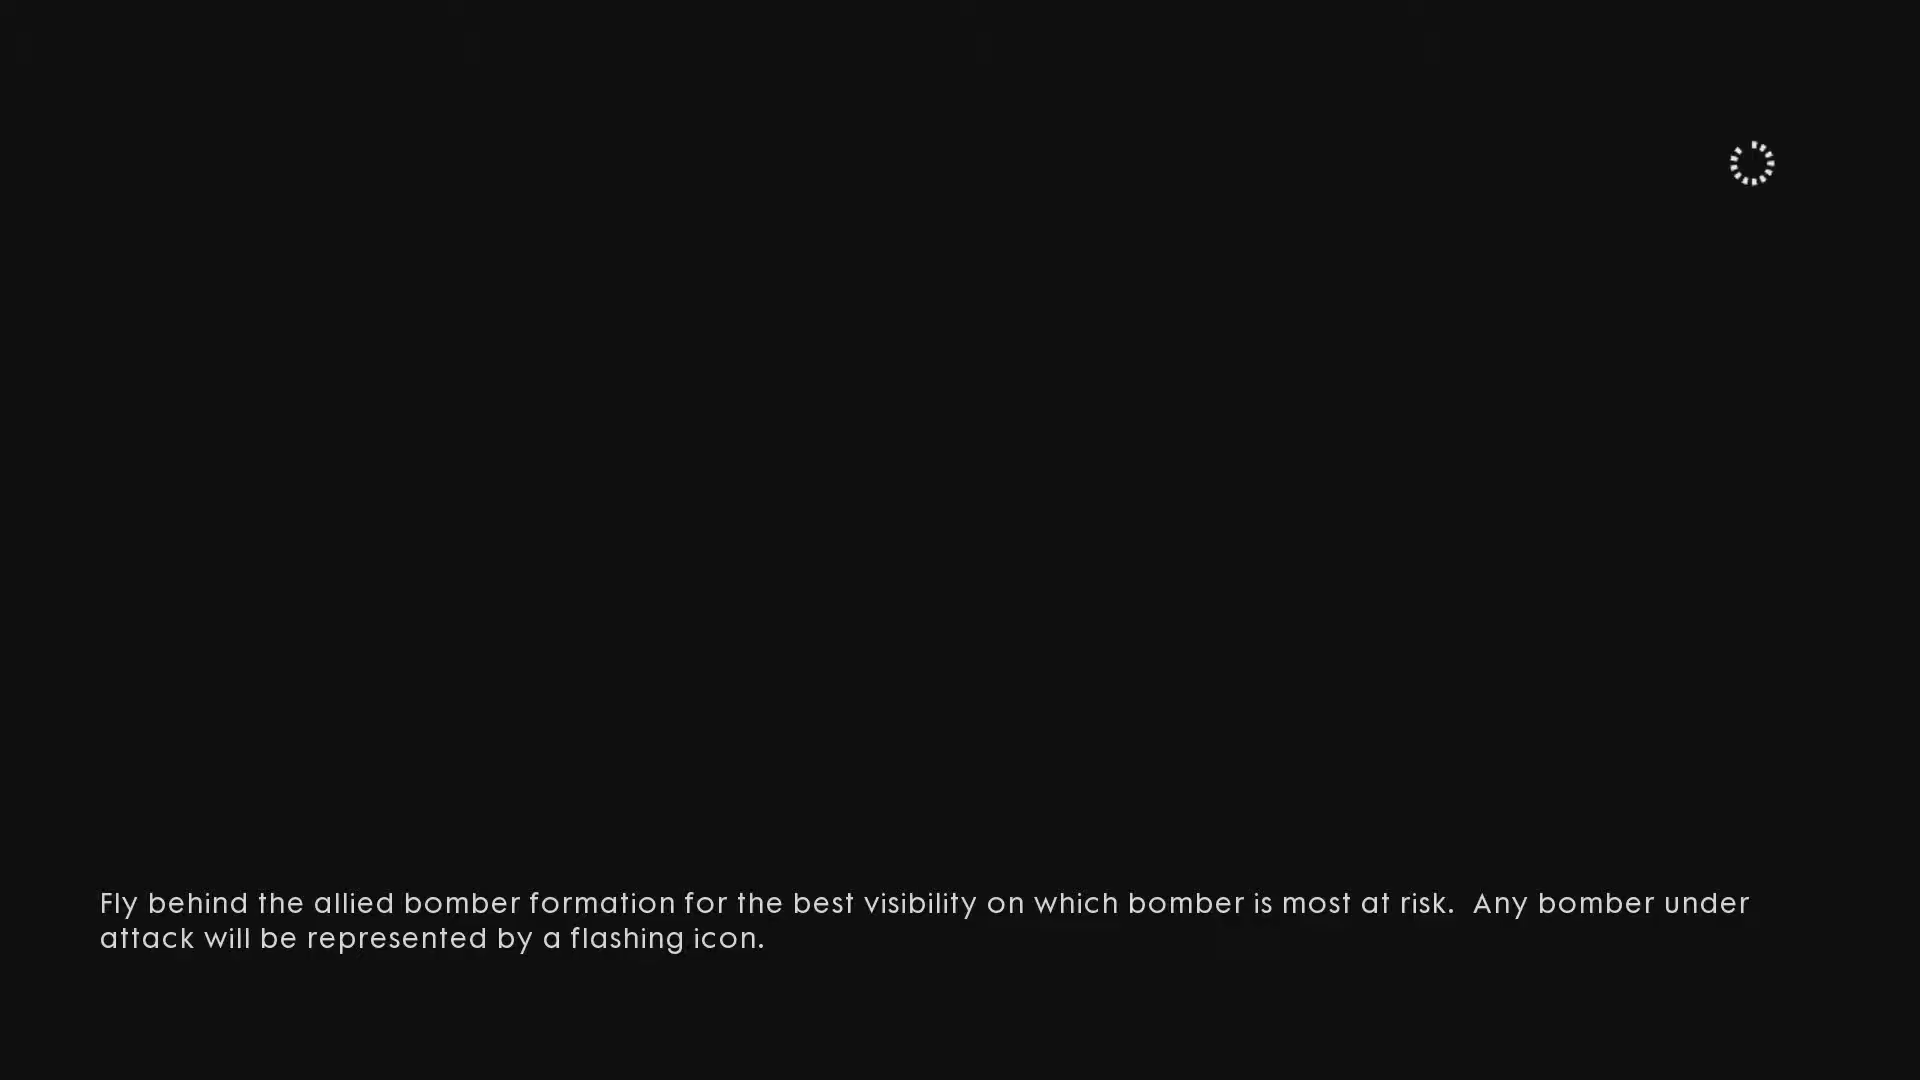 Fly behind the allied bomber formation for the best visibility on which bomber is most at risk.  Any bomber under
attack will be represented by a flashing icon.